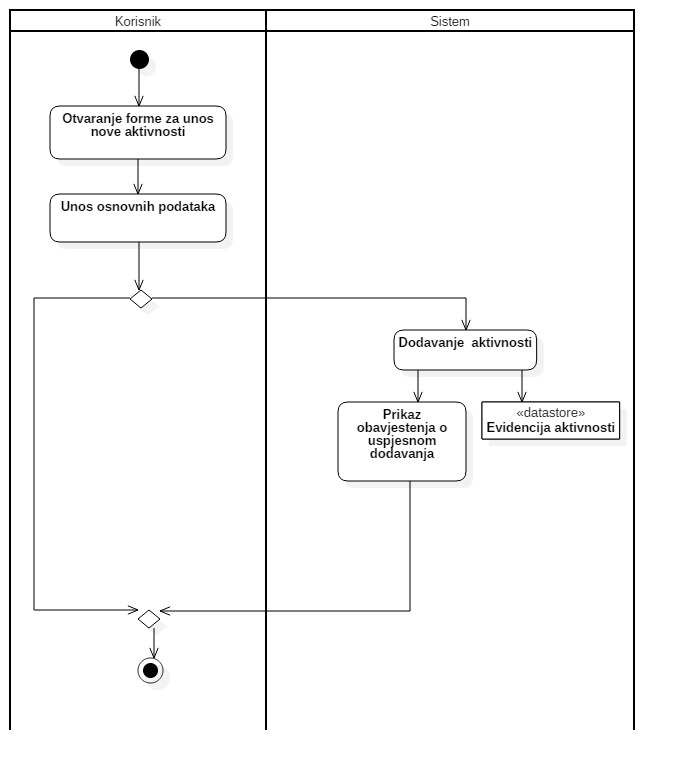 Korisnik
Sistem
Otvaranje forme za unos
nove aktivnosti
Unos osnovnih podataka
Dodavanje  aktivnosti
Prikaz
obavjestenja o
uspjesnom
dodavanja
«datastore»
Evidencija aktivnosti